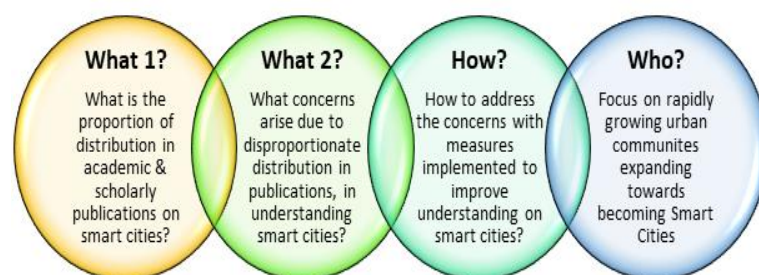 What 1?
What is the
proportion of
distribution in
academic &
scholarly
publications on
smart cities?
What 2?
What concerns
arise due to
disproportionate
distribution in
publications, in
understanding
smart cities?
How?
How to address
the concerns with
measures
implemented to
improve
understanding on
smart cities?
Who?
Focus on rapidly
growing urban
communites
expanding
towards
becoming Smart
Cities